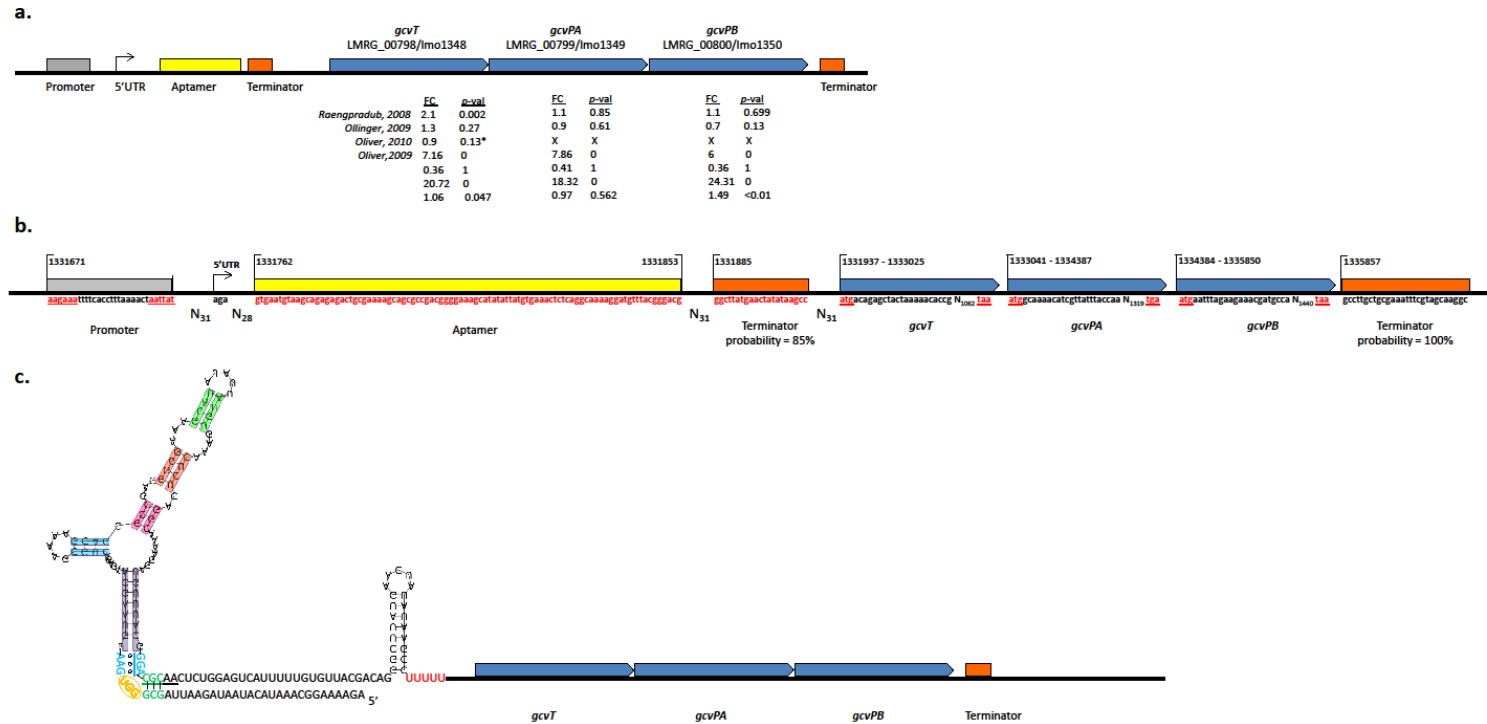 a.
gcvT gcvPA gcvPB
LMRG_00798/lmo1348 LMRG_00799/lmo1349 LMRG_00800/lmo1350
Promoter 5'UTR Aptamer Terminator Terminator
FC p-val FC p-val FC p-val
Raengpradub, 2008 2.1 0.002 1.1 0.85 1.1 0.699
Ollinger, 2009 1.3 0.27 0.9 0.61 0.7 0.13
Oliver, 2010 0.9 0.13* X X X X
Oliver,2009 7.16 0 7.86 0 6 0
0.36 1 0.41 1 0.36 1
20.72 0 18.32 0 24.31 0
1.06 0.047 0.97 0.562 1.49 <0.01
b.
1331671 5'UTR 1331762 1331853 1331885 1331937 - 1333025 1333041 - 1334387 1334384 - 1335850 1335857
aagaaattttcacctttaaaactaattat aga gtgaatgtaagcagagagactgcgaaaagcagcgccgacggggaaagcatatattatgtgaaactctcaggcaaaaggatgtttacgggacg ggcttatgaactatataagcc atgacagagctactaaaaacaccg N1062 taa atggcaaaacatcgttatttaccaa N1319 tga atgaatttagaagaaacgatgcca N1440 taa gccttgctgcgaaatttcgtagcaaggc
N31 N28 N31 N31
Promoter Aptamer Terminator gcvT gcvPA gcvPB Terminator
probability = 85% probability = 100%
c.
AAG GGA
UGG CGCAACUCUGGAGUCAUUUUUGUGUUACGACAG UUUUU
GCGAUUAAGAUAAUACAUAAACGGAAAAGA 5'
gcvT gcvPA gcvPB Terminator